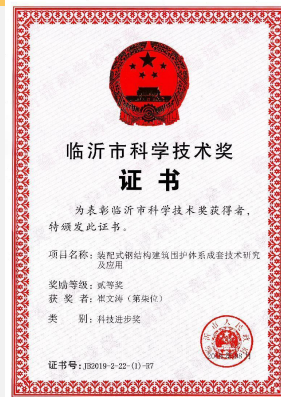 临沂市科学技术奖
证书
为表彰临沂市科学技术奖获得者，
特颁发此证书。
项目名称：装配式钢结构建筑围护体系成套技术研究
及应用
奖励等级：贰等奖
获奖者：崔文涛（第柒位）
类别：科技进步奖
证书号：JB2019-2-22-(1)-R7